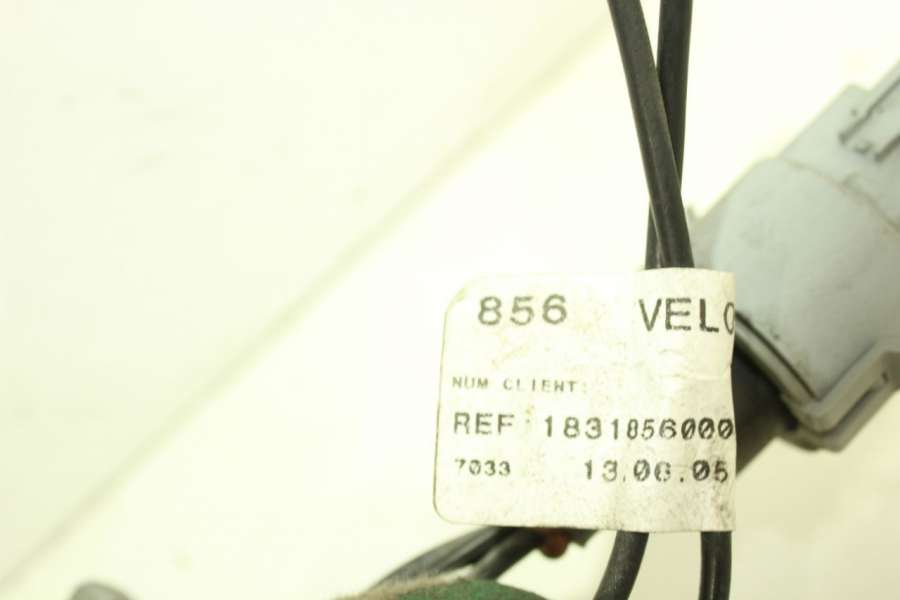 856 VELO
NUM CLIENT:
REF: 1831856000
7033 13.06.05